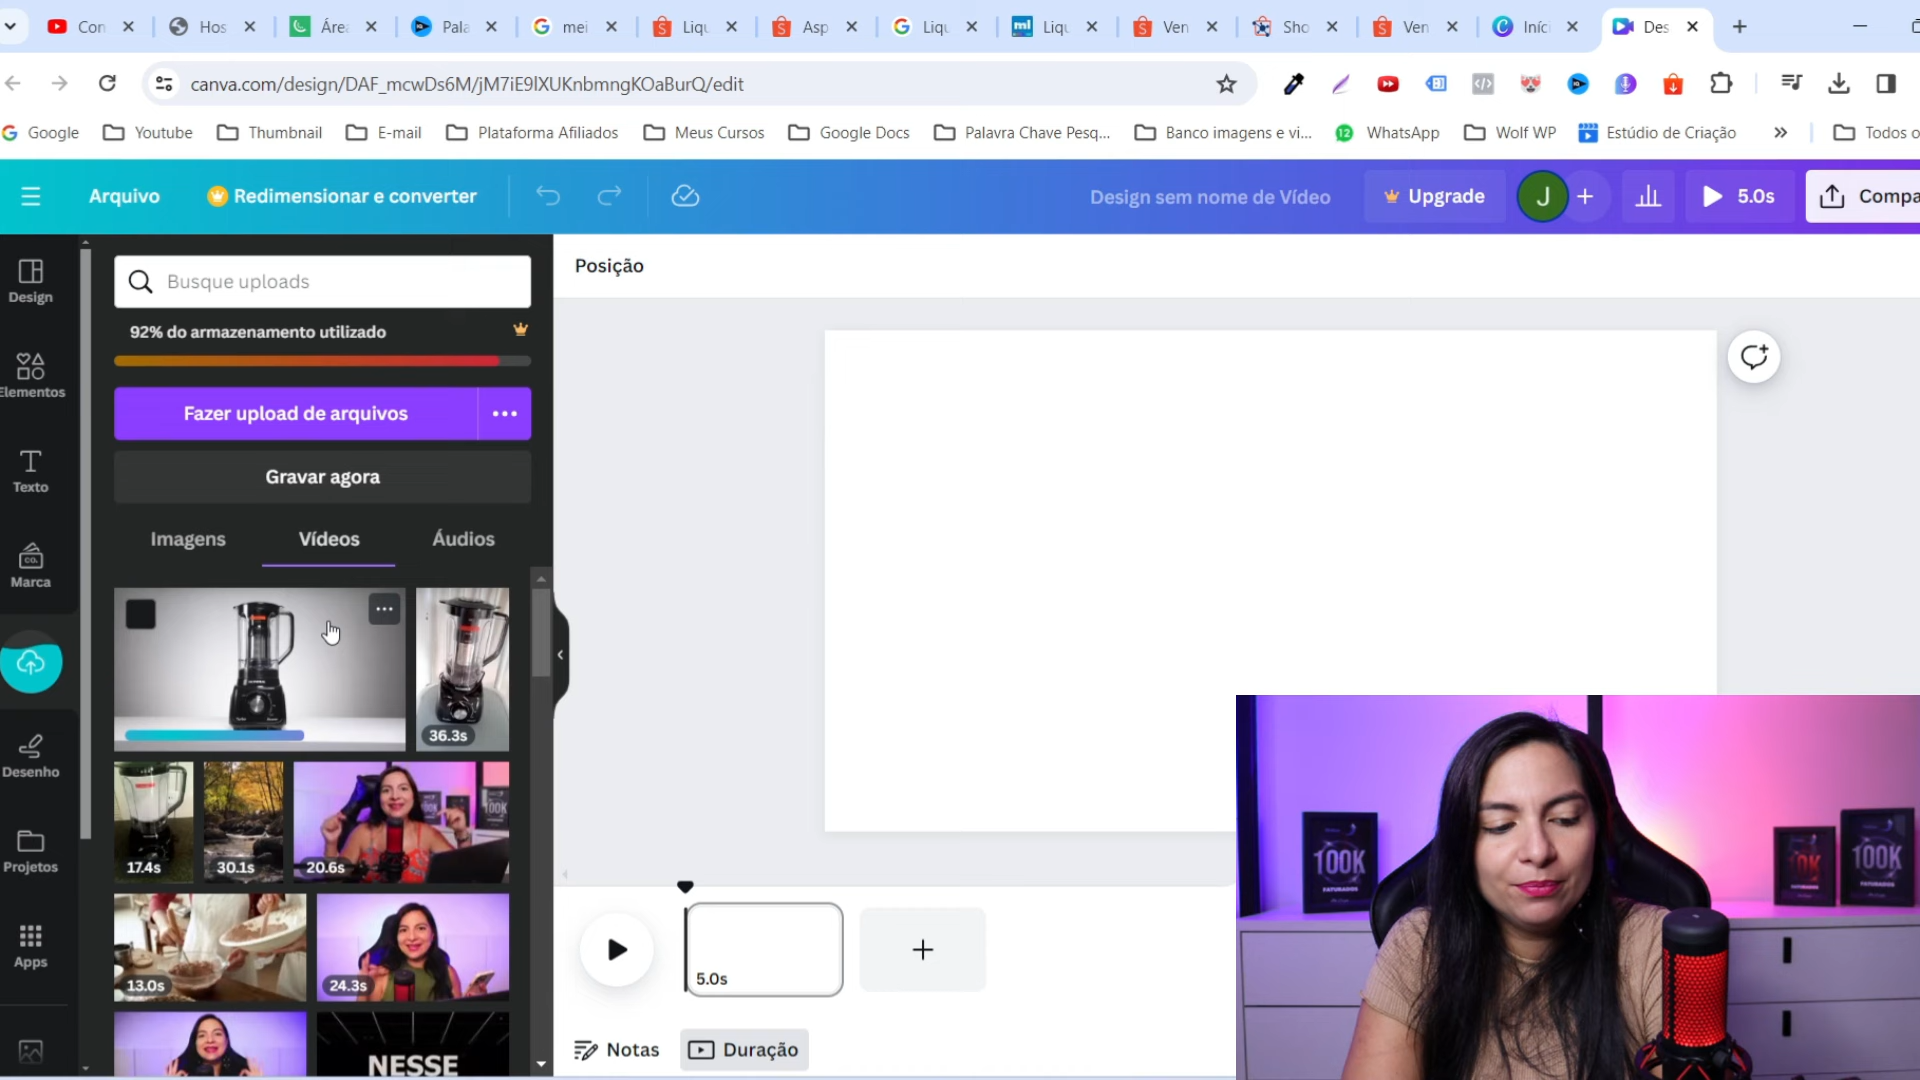 Con
Hos
Área
Pala
mei
Liqu
Asp
Liqu
Liqu
Ven
Sho
Ven
Iníc
Des
canva.com/design/DAF_mcwDs6M/jM7iE9lXUKnbmngKOaBurQ/edit
Google
Youtube
Thumbnail
E-mail
Plataforma Afiliados
Meus Cursos
Google Docs
Palavra Chave Pesq...
Banco imagens e vi...
12
WhatsApp
Wolf WP
Estúdio de Criação
Todos o
Arquivo
Redimensionar e converter
Design sem nome de Vídeo
Upgrade
J
5.0s
Compa
Design
Elementos
Texto
Marca
Desenho
Projetos
Apps
Busque uploads
92% do armazenamento utilizado
Fazer upload de arquivos
Gravar agora
Imagens
Vídeos
Áudios
36.3s
17.4s
30.1s
20.6s
13.0s
24.3s
NESSE
Posição
5.0s
Notas
Duração
100K
FATURADOS
100K